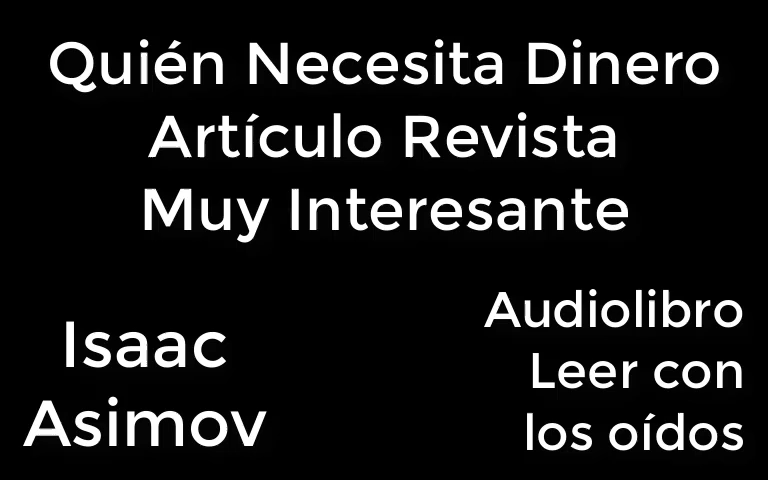 Quién Necesita Dinero
Artículo Revista
Muy Interesante
Isaac
Asimov
Audiolibro
Leer con
los oídos